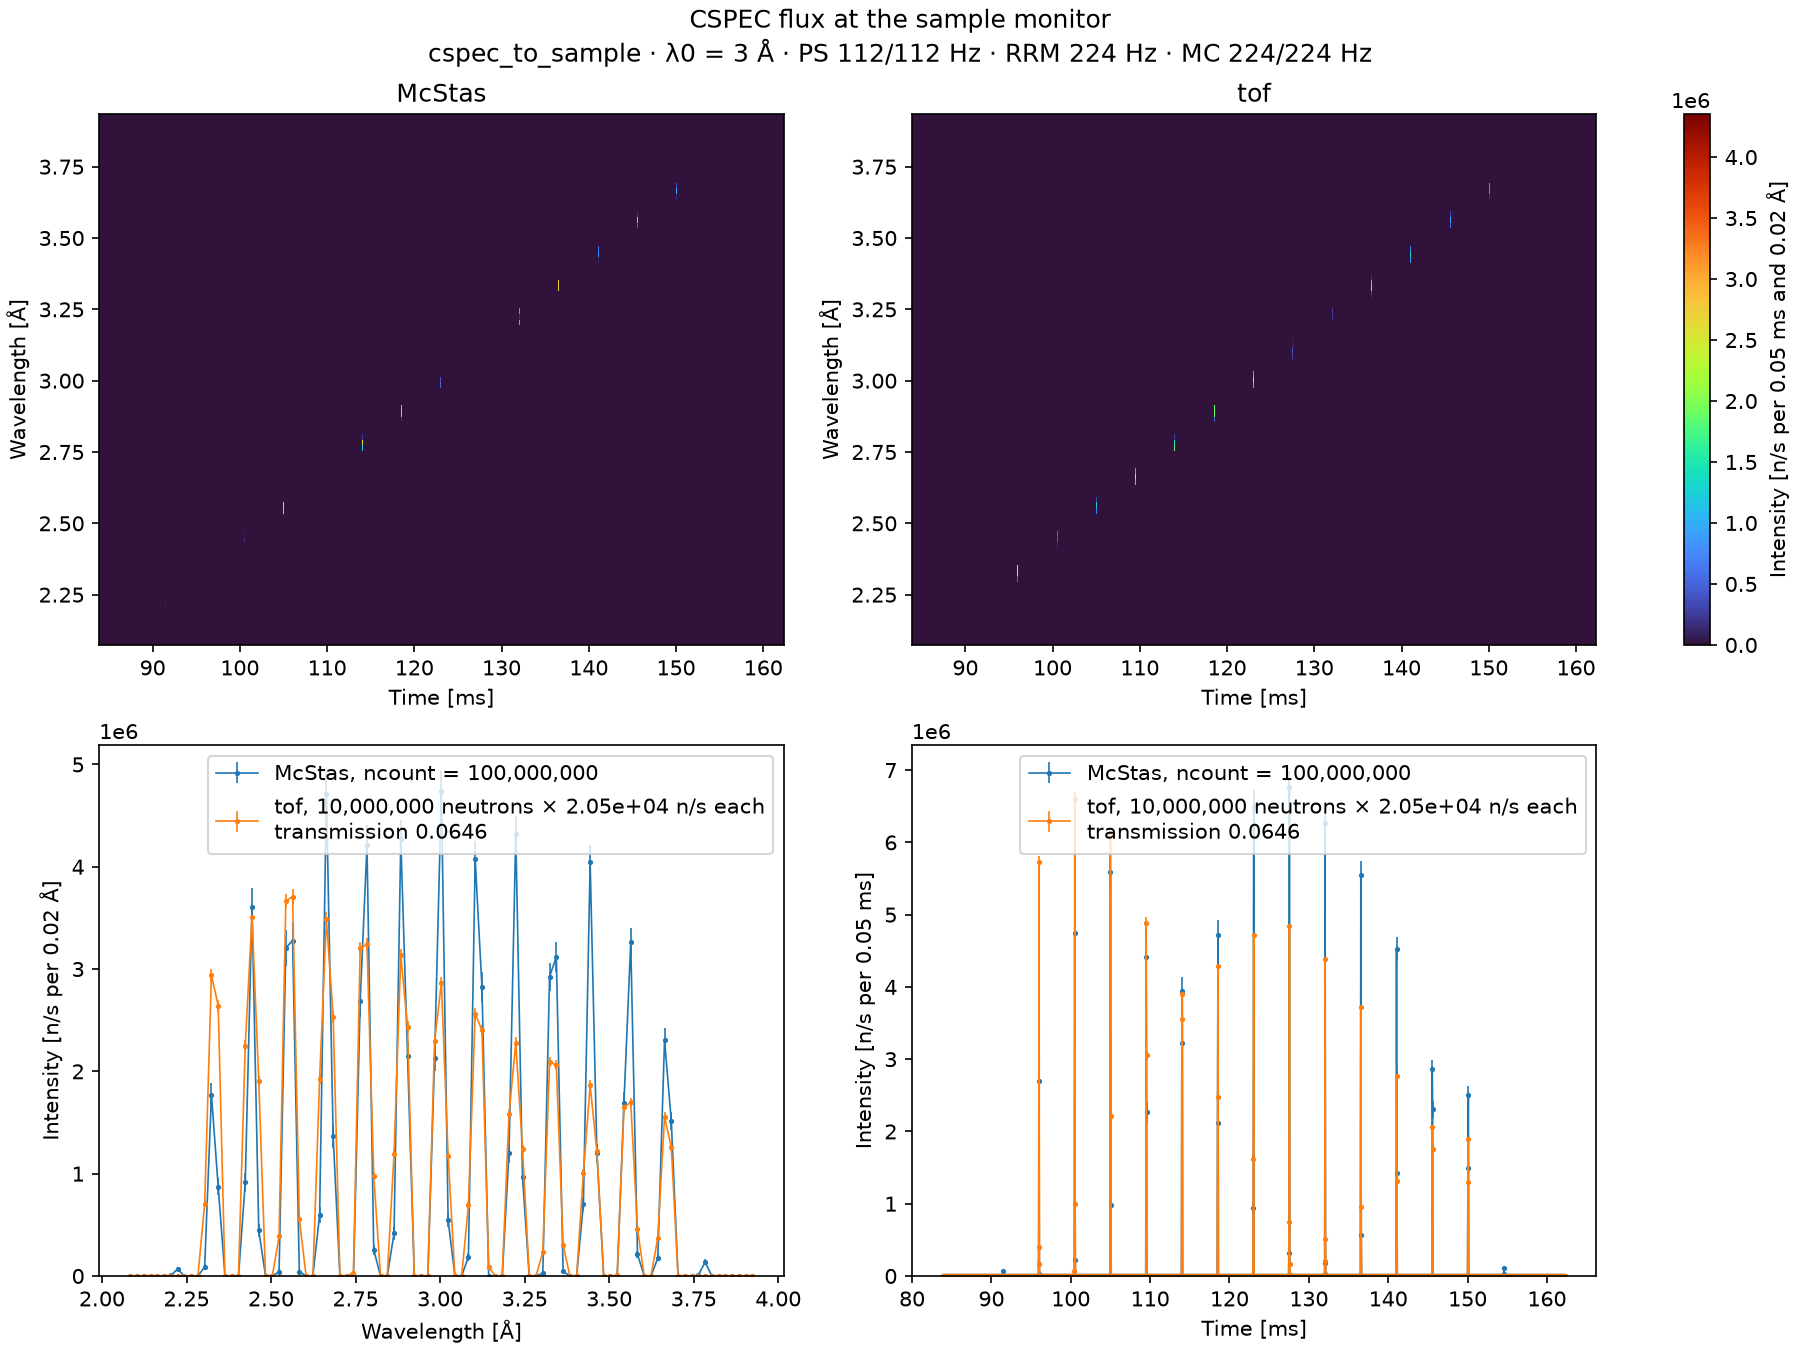 CSPEC flux at the sample monitor
cspec_to_sample · λ0 = 3 Å · PS 112/112 Hz · RRM 224 Hz · MC 224/224 Hz
McStas
Wavelength [Å]
3.75
3.50
3.25
3.00
2.75
2.50
2.25
90 100 110 120 130 140 150 160
Time [ms]
tof
Wavelength [Å]
3.75
3.50
3.25
3.00
2.75
2.50
2.25
90 100 110 120 130 140 150 160
Time [ms]
1e6
4.0
3.5
3.0
2.5
2.0
1.5
1.0
0.5
0.0
Intensity [n/s per 0.05 ms and 0.02 Å]
1e6
McStas, ncount = 100,000,000
tof, 10,000,000 neutrons × 2.05e+04 n/s each
transmission 0.0646
Intensity [n/s per 0.02 Å]
5
4
3
2
1
0
2.00 2.25 2.50 2.75 3.00 3.25 3.50 3.75 4.00
Wavelength [Å]
1e6
McStas, ncount = 100,000,000
tof, 10,000,000 neutrons × 2.05e+04 n/s each
transmission 0.0646
Intensity [n/s per 0.05 ms]
7
6
5
4
3
2
1
0
80 90 100 110 120 130 140 150 160
Time [ms]